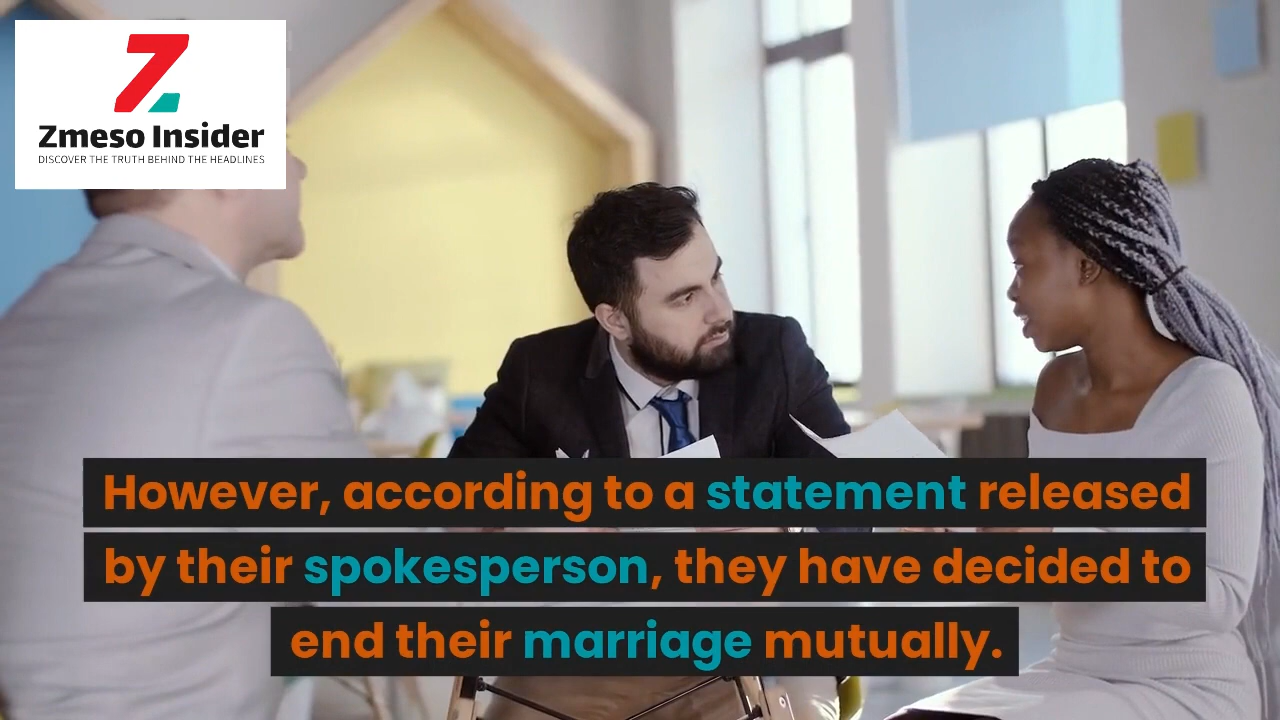 Z
Zmeso Insider
DISCOVER THE TRUTH BEHIND THE HEADLINES
However, according to a statement released
by their spokesperson, they have decided to
end their marriage mutually.